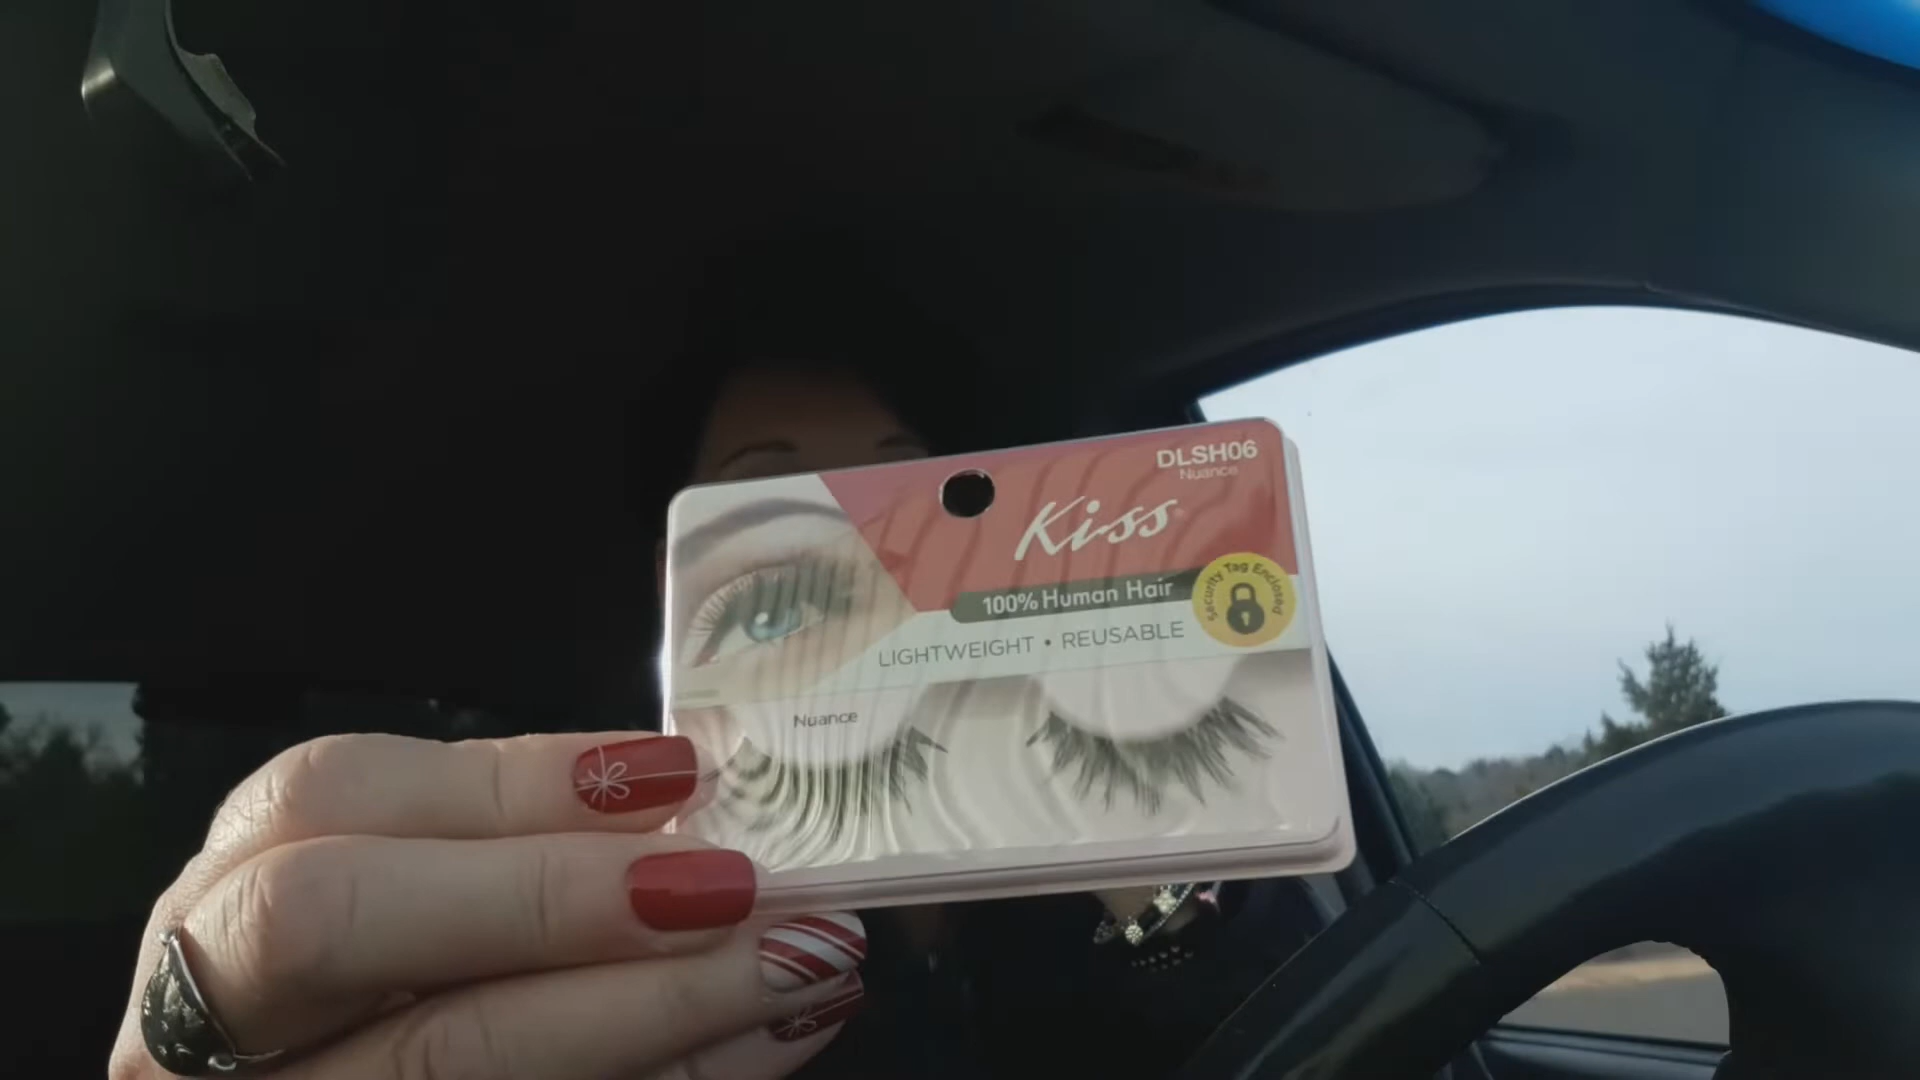 DLSH06
Nuance
Kiss
100% Human Hair
Security Tag Enclosed
LIGHTWEIGHT • REUSABLE
Nuance